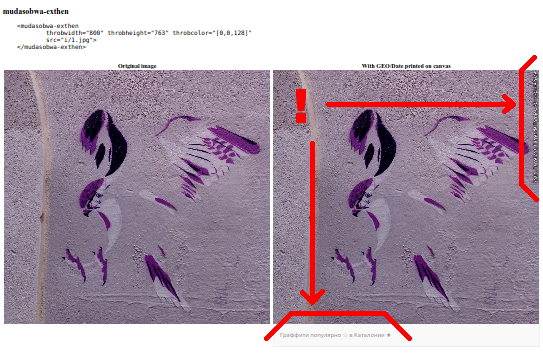 mudasobwa-exthen
<mudasobwa-exthen
throbwidth="800" throbheight="763" throbcolor="[0,0,128]"
src="i/1.jpg">
</mudasobwa-exthen>
Original image
With GEO/Date printed on canvas
!
Граффити популярно ☆ в Каталонии ★